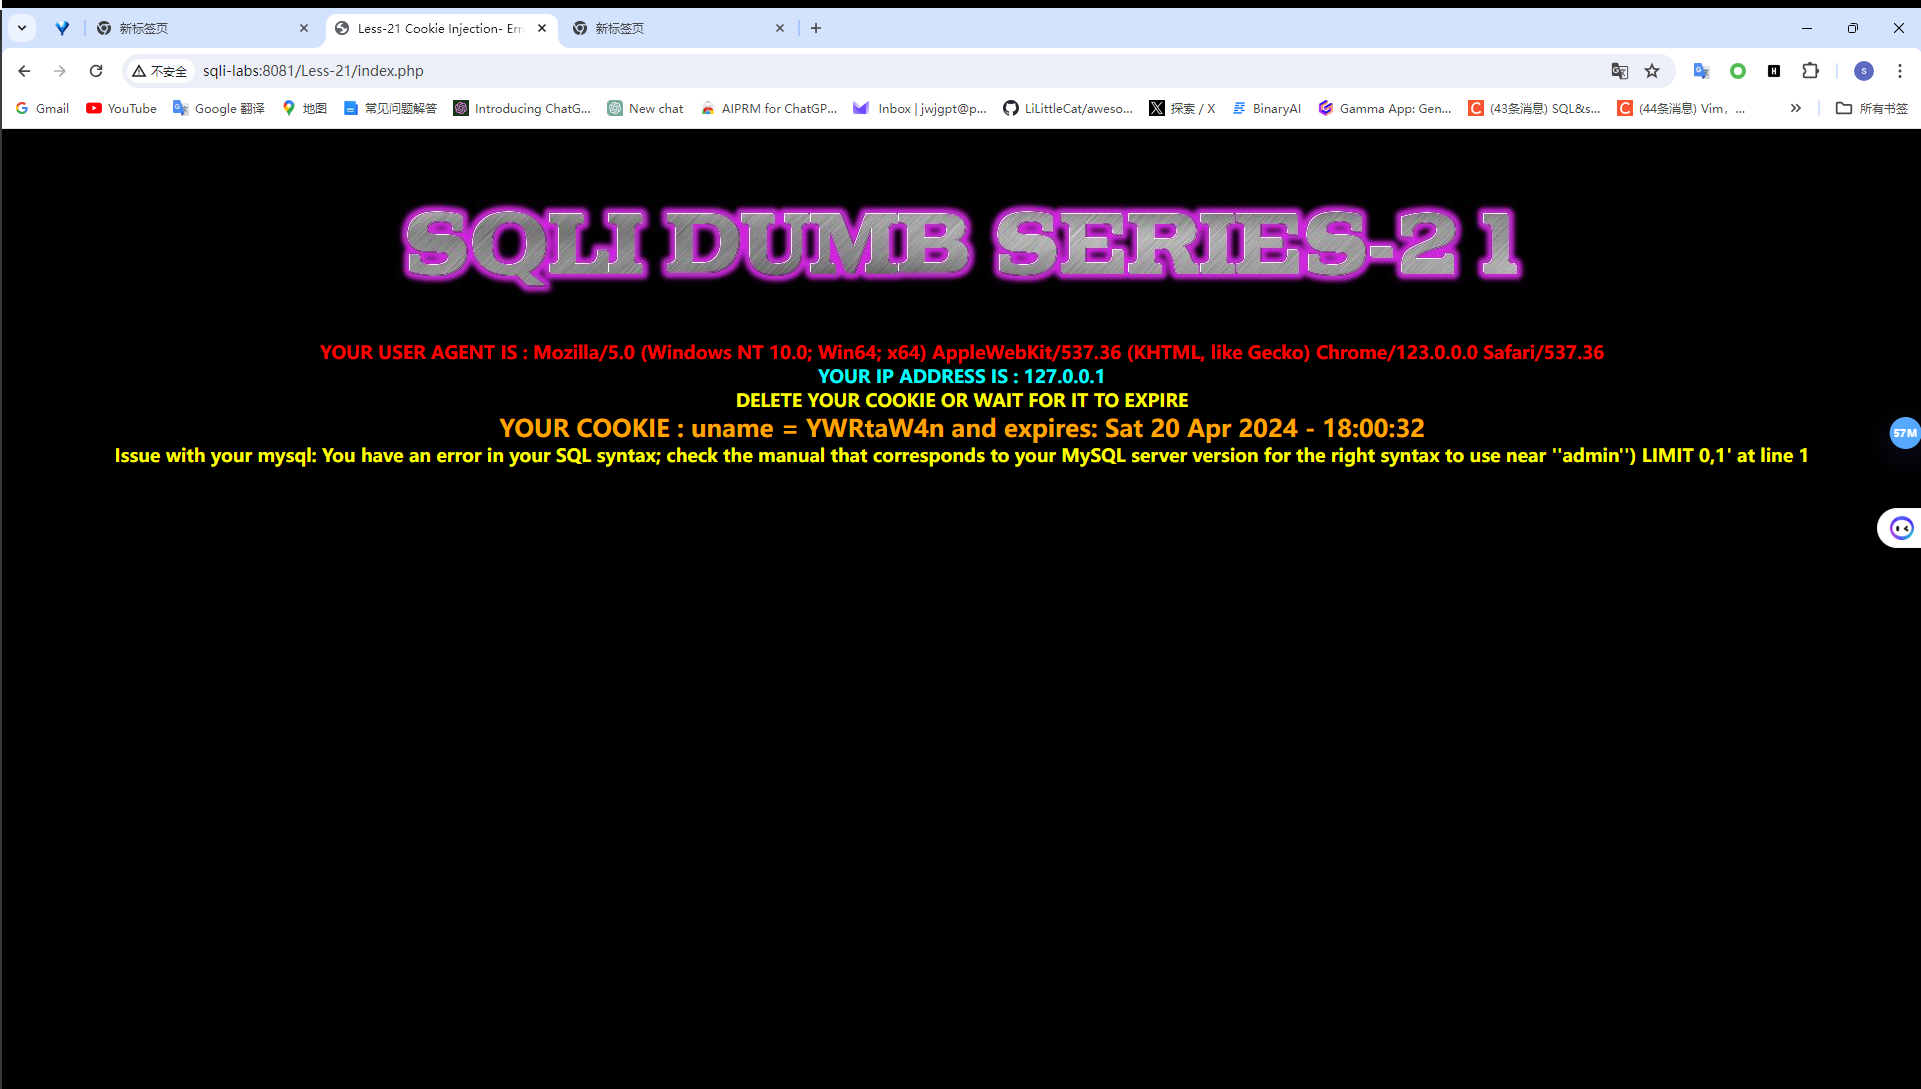 新标签页
Less-21 Cookie Injection- Err
新标签页
不安全
sqli-labs:8081/Less-21/index.php
S
Gmail
YouTube
Google 翻译
地图
常见问题解答
Introducing ChatG...
New chat
AIPRM for ChatGP...
Inbox | jwjgpt@p...
LiLittleCat/aweso...
探索 / X
BinaryAI
Gamma App: Gen...
(43条消息) SQL&s...
(44条消息) Vim，...
所有书签
SQLI DUMB SERIES-21
YOUR USER AGENT IS : Mozilla/5.0 (Windows NT 10.0; Win64; x64) AppleWebKit/537.36 (KHTML, like Gecko) Chrome/123.0.0.0 Safari/537.36
YOUR IP ADDRESS IS : 127.0.0.1
DELETE YOUR COOKIE OR WAIT FOR IT TO EXPIRE
YOUR COOKIE : uname = YWRtaW4n and expires: Sat 20 Apr 2024 - 18:00:32
57M
Issue with your mysql: You have an error in your SQL syntax; check the manual that corresponds to your MySQL server version for the right syntax to use near ''admin'') LIMIT 0,1' at line 1